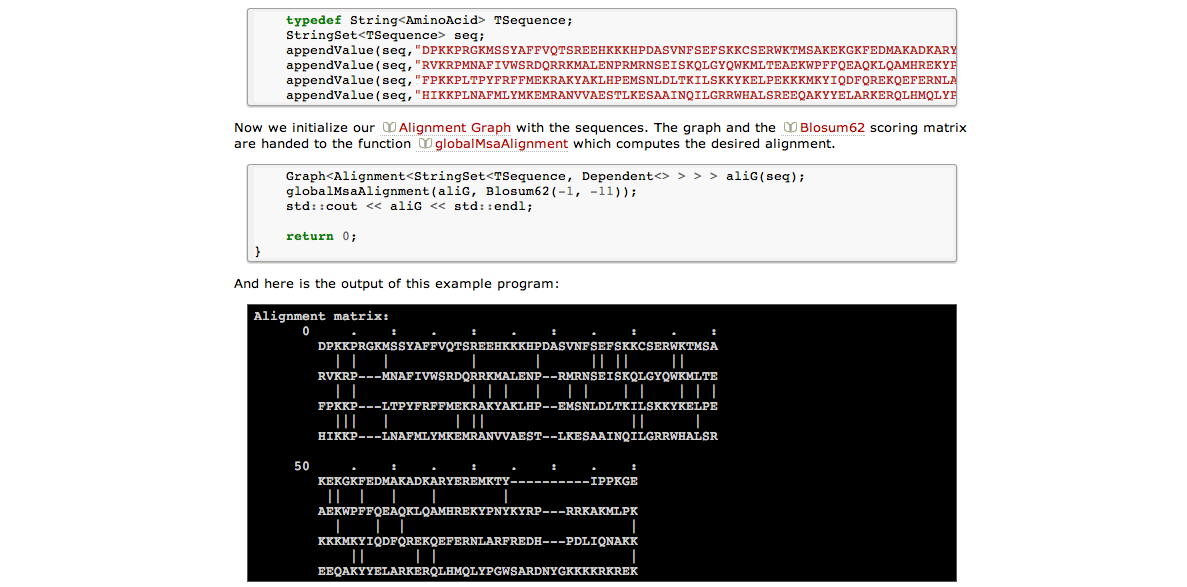 typedef String<AminoAcid> TSequence;
StringSet<TSequence> seq;
appendValue(seq,"DPKKPRGKMSSYAFFVQTSREEHKKKHPDASVNFSEFSKKCSERWKTMSAKEKGKFEDMAKADKARY
appendValue(seq,"RVKRPMNAFIVWSRDQRRKMALENPRMRNSEISKQLGYQWKMLTEAEKWPFFQEAQKLQAMHREKYP
appendValue(seq,"FPKKPLTPYFRFFMEKRAKYAKLHPEMSNLDLTKILSKKYKELPEKKKMKYIQDFQREKQEFERNLA
appendValue(seq,"HIKKPLNAFMLYMKEMRANVVAESTLKESAAINQILGRRWHALSREEQAKYYELARKERQLHMQLYP
Now we initialize our Alignment Graph with the sequences. The graph and the Blosum62 scoring matrix
are handed to the function globalMsaAlignment which computes the desired alignment.
Graph<Alignment<StringSet<TSequence, Dependent<> > > > aliG(seq);
globalMsaAlignment(aliG, Blosum62(-1, -11));
std::cout << aliG << std::endl;
return 0;
}
And here is the output of this example program:
Alignment matrix:
0     .    :    .    :    .    :    .    :    .    :
DPKKPRGKMSSYAFFVQTSREEHKKKHPDASVNFSEFSKKCSERWKTMSA
  | |   |          |       |      || ||     ||
RVKRP---MNAFIVWSRDQRRKMALENP--RMRNSEISKQLGYQWKMLTE
  | |              | | |   |   | |    | |    | | |
FPKKP---LTPYFRFFMEKRAKYAKLHP--EMSNLDLTKILSKKYKELPE
  |||   |        | ||                  ||      |
HIKKP---LNAFMLYMKEMRANVVAEST--LKESAAINQILGRRWHALSR
50     .    :    .    :    .    :    .    :
KEKGKFEDMAKADKARYEREMKTY----------IPPKGE
 ||  |   |    |        |
AEKWPFFQEAQKLQAMHREKYPNYKYRP---RRKAKMLPK
  |    |  |                            |
KKKMKYIQDFQREKQEFERNLARFREDH---PDLIQNAKK
    ||      | |                        |
EEQAKYYELARKERQLHMQLYPGWSARDNYGKKKKRKREK